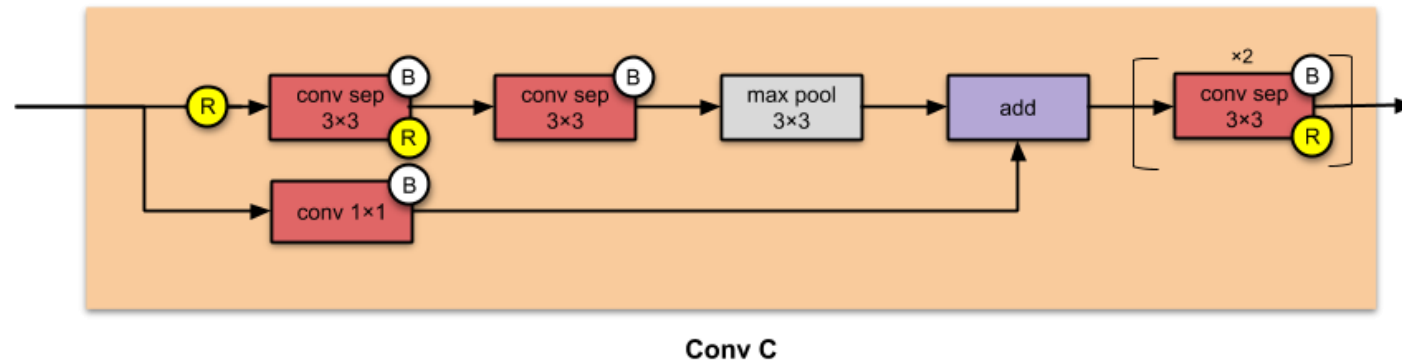 R
conv sep
3×3
B
R
conv sep
3×3
B
max pool
3×3
add
×2
conv sep
3×3
B
R
conv 1×1
B
Conv C